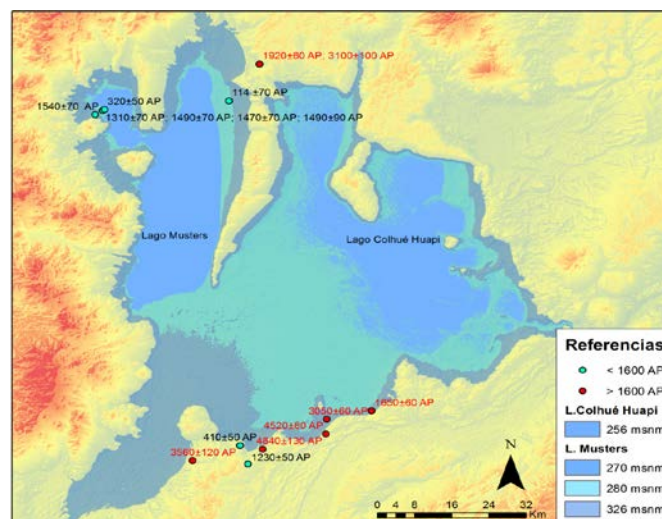 1920±80 AP, 3100±100 AP
114 ±70 AP
1540±70 AP
320±50 AP
1310±70 AP; 1490±70 AP; 1470±70 AP; 1490±90 AP
Lago Musters
Lago Colhué Huapi
1650±60 AP
3050±60 AP
4520±80 AP
410±50 AP
4840±130 AP
3560±120 AP
1230±50 AP
N
0 4 8 16 24 32
Km
Referencias
< 1600 AP
> 1600 AP
L.Colhué Huapi
256 msnm
L. Musters
270 msnm
280 msnm
326 msnm